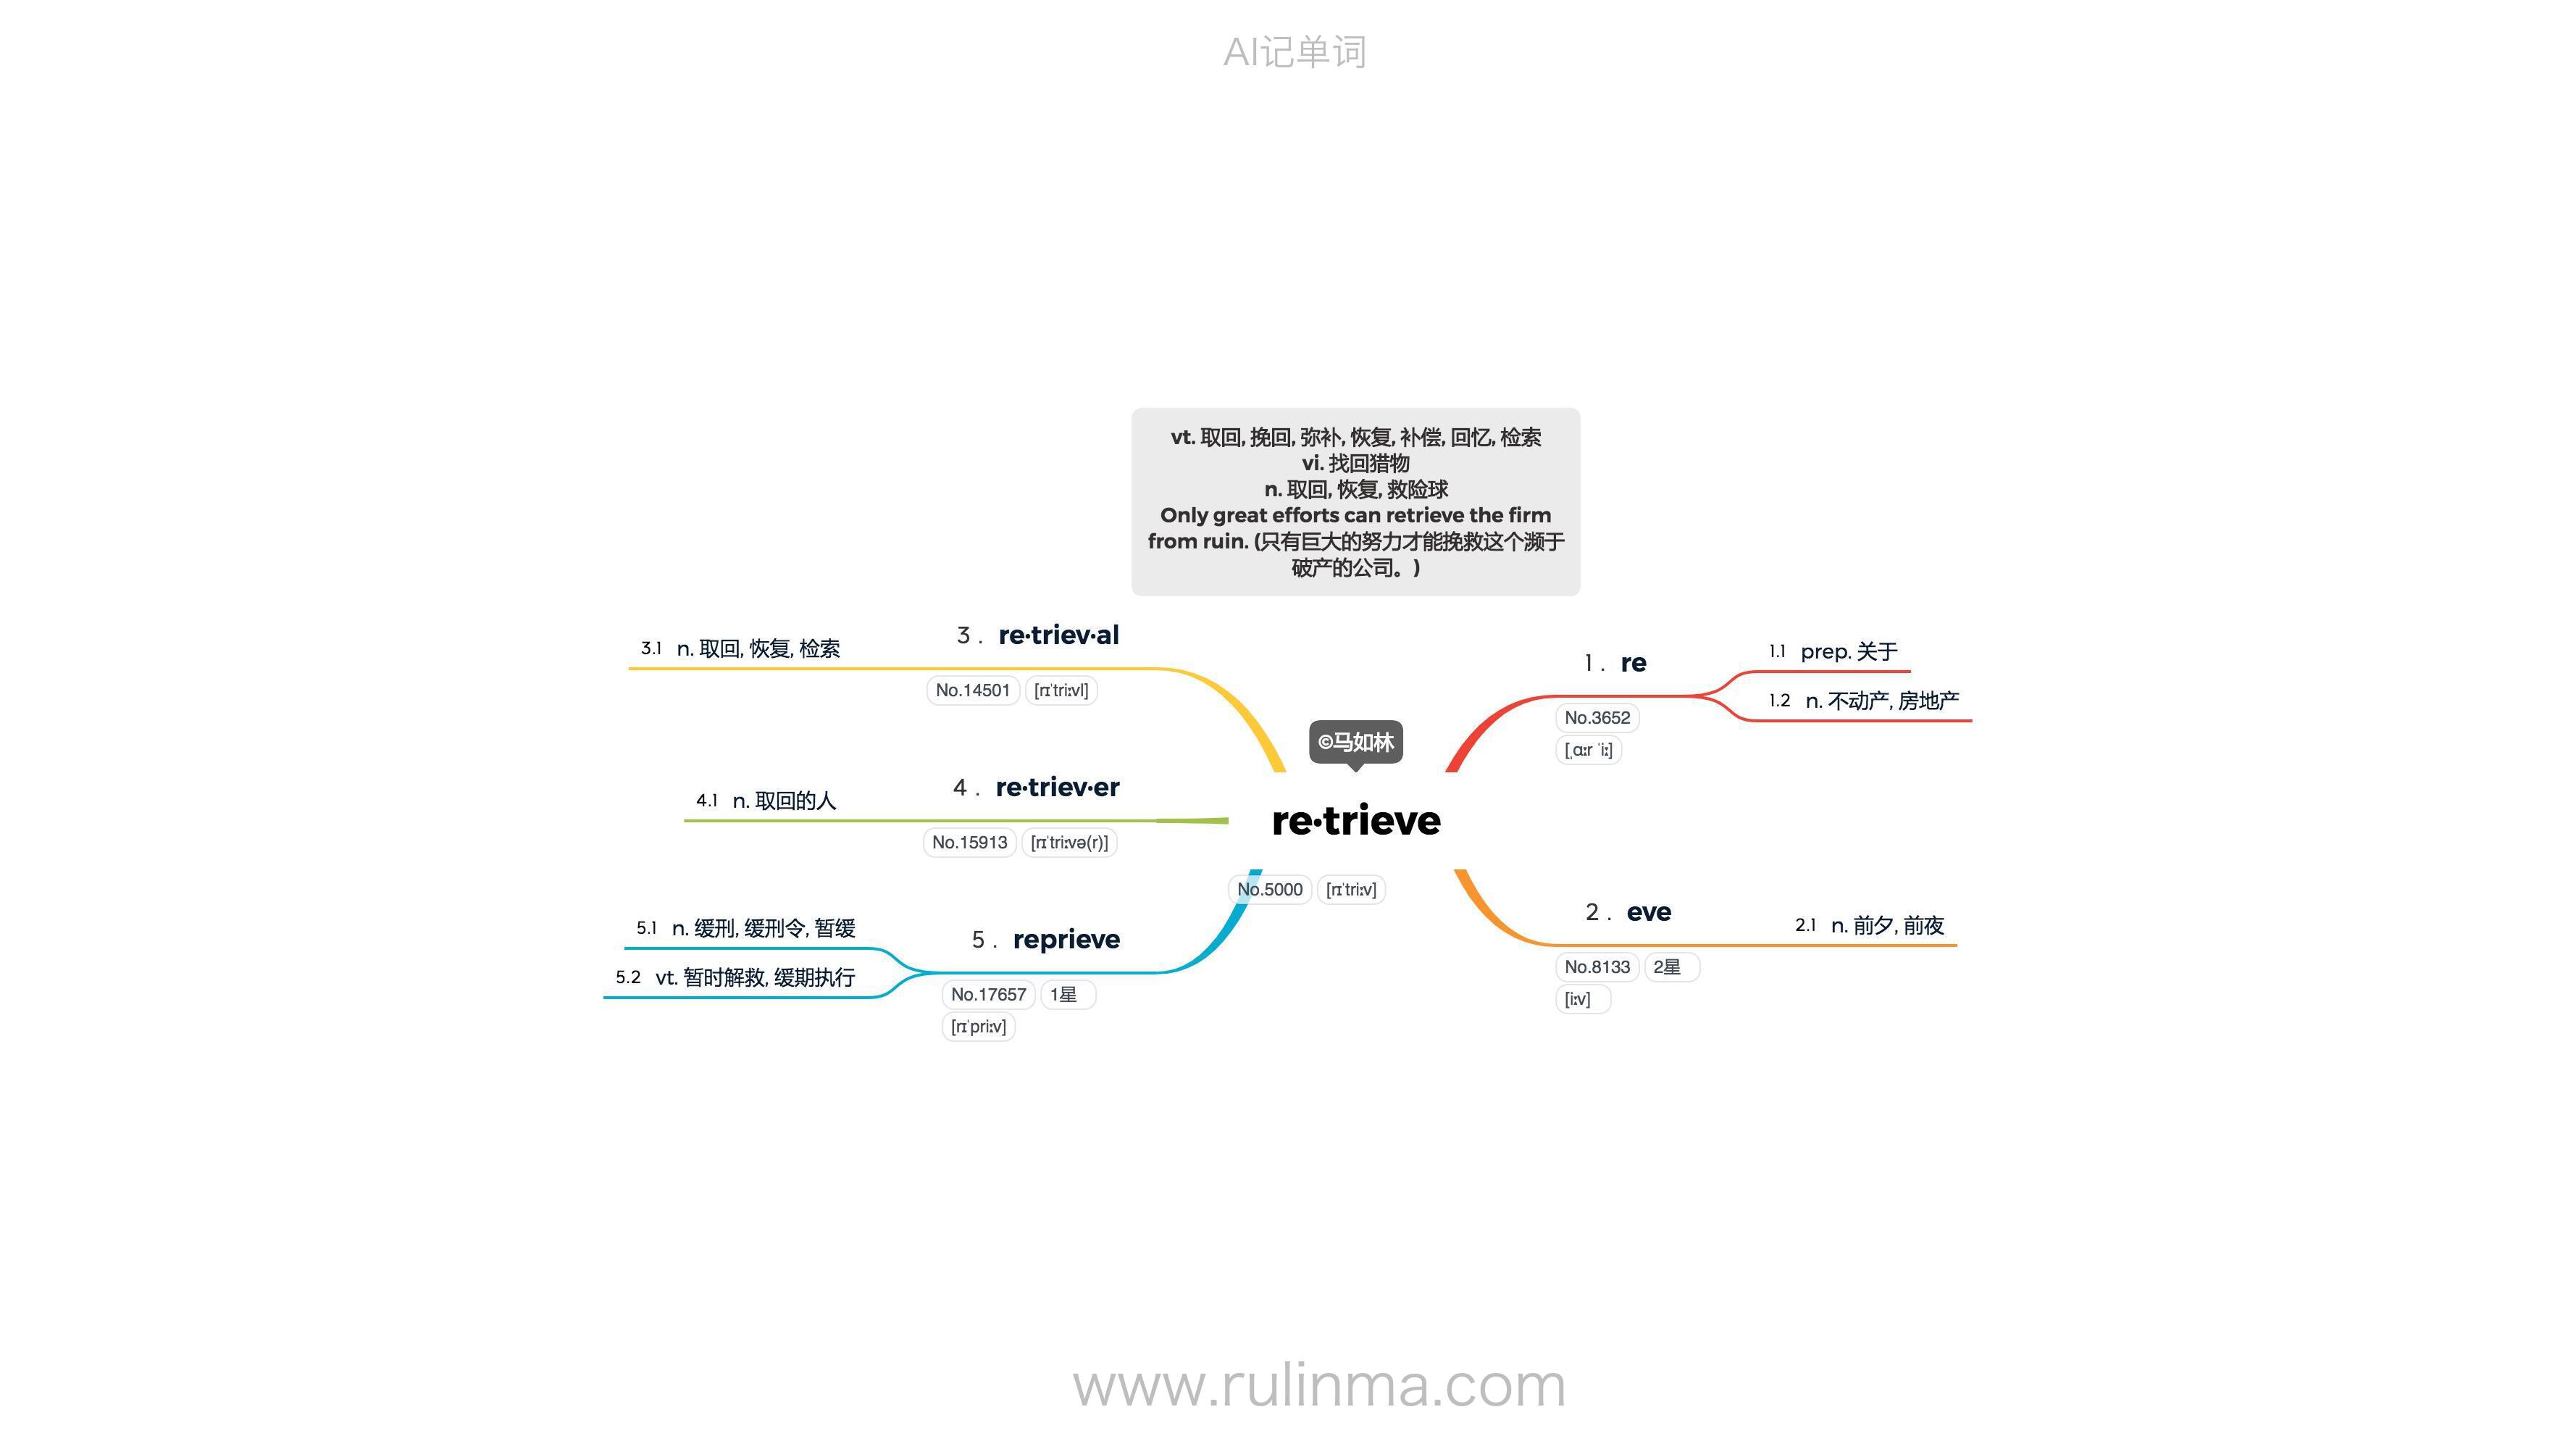 AI记单词
vt. 取回, 挽回, 弥补, 恢复, 补偿, 回忆, 检索
vi. 找回猎物
n. 取回, 恢复, 救险球
Only great efforts can retrieve the firm
from ruin. (只有巨大的努力才能挽救这个濒于
破产的公司。)
©马如林
re·trieve
No.5000 [rɪˈtriːv]
1 . re
No.3652
[ˌɑːr ˈiː]
1.1 prep. 关于
1.2 n. 不动产, 房地产
2 . eve
No.8133 2星
[iːv]
2.1 n. 前夕, 前夜
3 . re·triev·al
No.14501 [rɪˈtriːvl]
3.1 n. 取回, 恢复, 检索
4 . re·triev·er
No.15913 [rɪˈtriːvə(r)]
4.1 n. 取回的人
5 . reprieve
No.17657 1星
[rɪˈpriːv]
5.1 n. 缓刑, 缓刑令, 暂缓
5.2 vt. 暂时解救, 缓期执行
www.rulinma.com